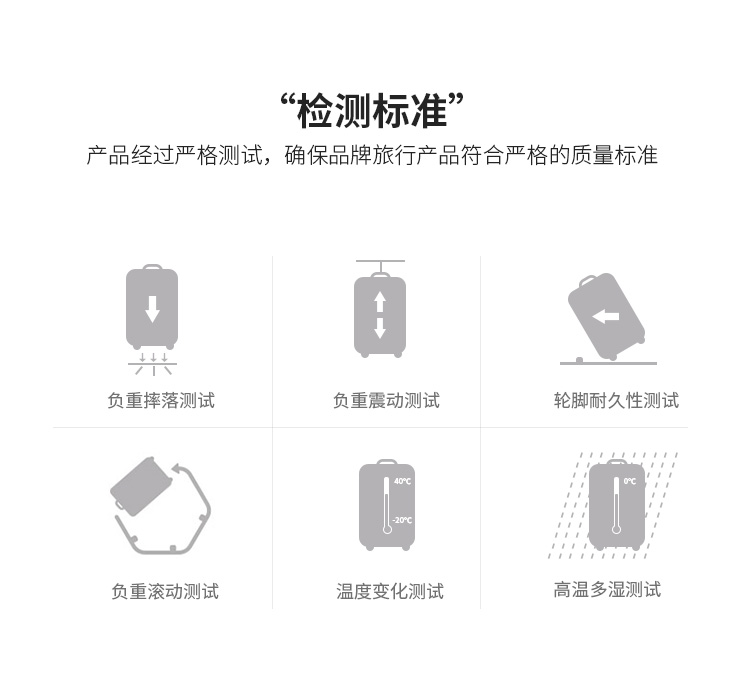 “检测标准”
产品经过严格测试，确保品牌旅行产品符合严格的质量标准
负重摔落测试
负重震动测试
轮脚耐久性测试
40℃
-20℃
0℃
负重滚动测试
温度变化测试
高温多湿测试